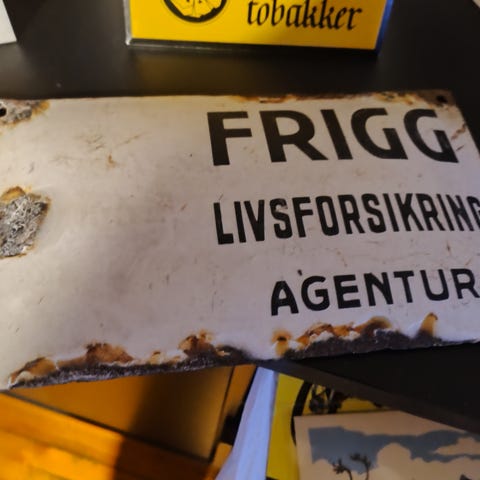 tobakker
FRIGG
LIVSFORSIKRING
AGENTUR